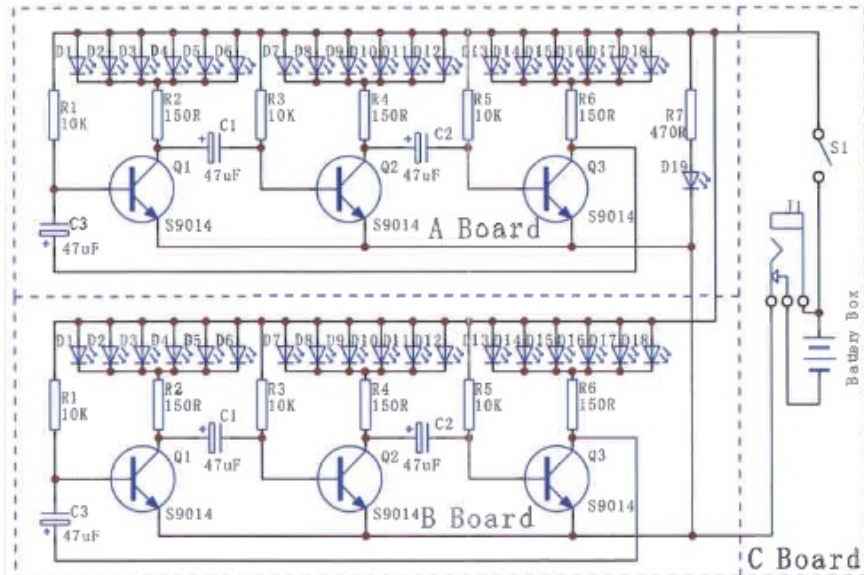 D1 D2 D3 D4 D5 D6 D7 D8 D9 D10 D11 D12 D13 D14 D15 D16 D17 D18
R1
10K
R2
150R
C1
47uF
R3
10K
R4
150R
C2
47uF
R5
10K
R6
150R
R7
470R
D19
Q1
S9014
Q2
S9014
Q3
S9014
C3
47uF
A Board
S1
J1
Battery Box
D1 D2 D3 D4 D5 D6 D7 D8 D9 D10 D11 D12 D13 D14 D15 D16 D17 D18
R1
10K
R2
150R
C1
47uF
R3
10K
R4
150R
C2
47uF
R5
10K
R6
150R
Q1
S9014
Q2
S9014
Q3
S9014
C3
47uF
B Board
C Board